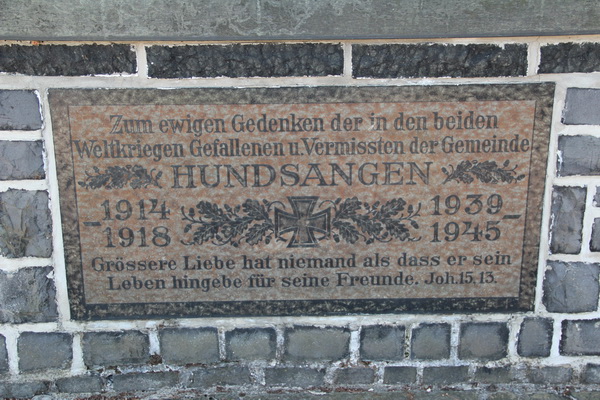 Zum ewigen Gedenken der in den beiden
Weltkriegen Gefallenen u. Vermissten der Gemeinde
HUNDSANGEN
1914 1939
1918 1945
Grössere Liebe hat niemand als dass er sein
Leben hingebe für seine Freunde. Joh. 15. 13.